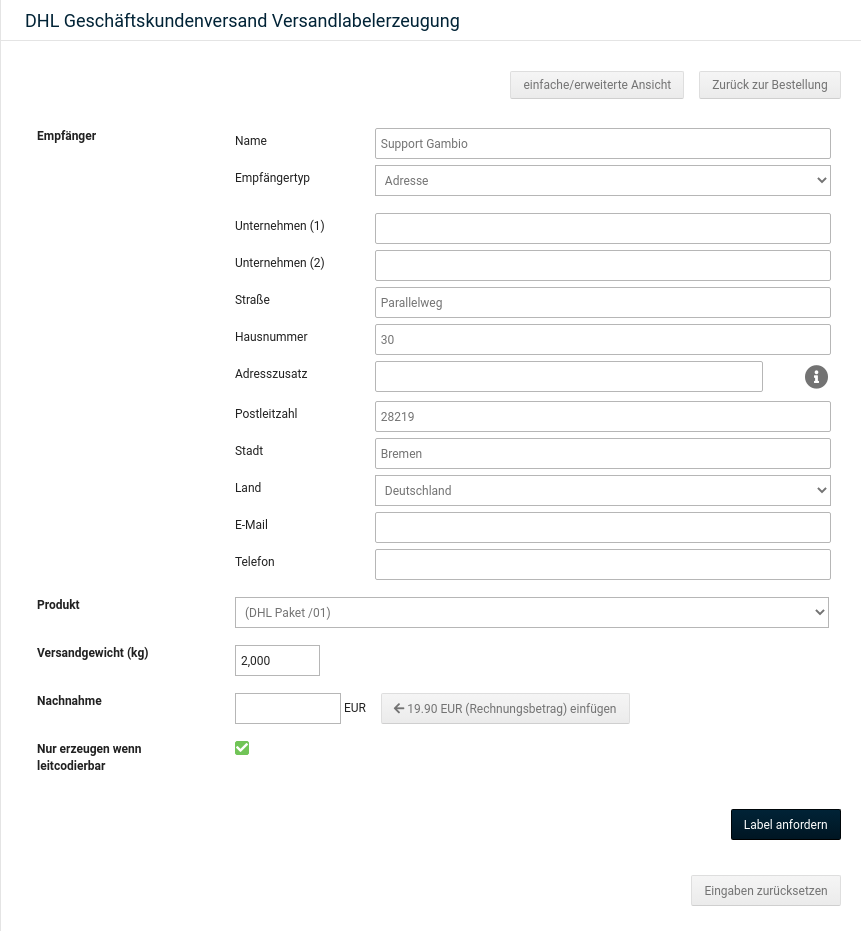 DHL Geschäftskundenversand Versandlabelerzeugung
einfache/erweiterte Ansicht
Zurück zur Bestellung
Empfänger
Name
Support Gambio
Empfängertyp
Adresse
Unternehmen (1)
Unternehmen (2)
Straße
Parallelweg
Hausnummer
30
Adresszusatz
Postleitzahl
28219
Stadt
Bremen
Land
Deutschland
E-Mail
Telefon
Produkt
(DHL Paket /01)
Versandgewicht (kg)
2,000
Nachnahme
EUR
← 19.90 EUR (Rechnungsbetrag) einfügen
Nur erzeugen wenn
leitcodierbar
Label anfordern
Eingaben zurücksetzen